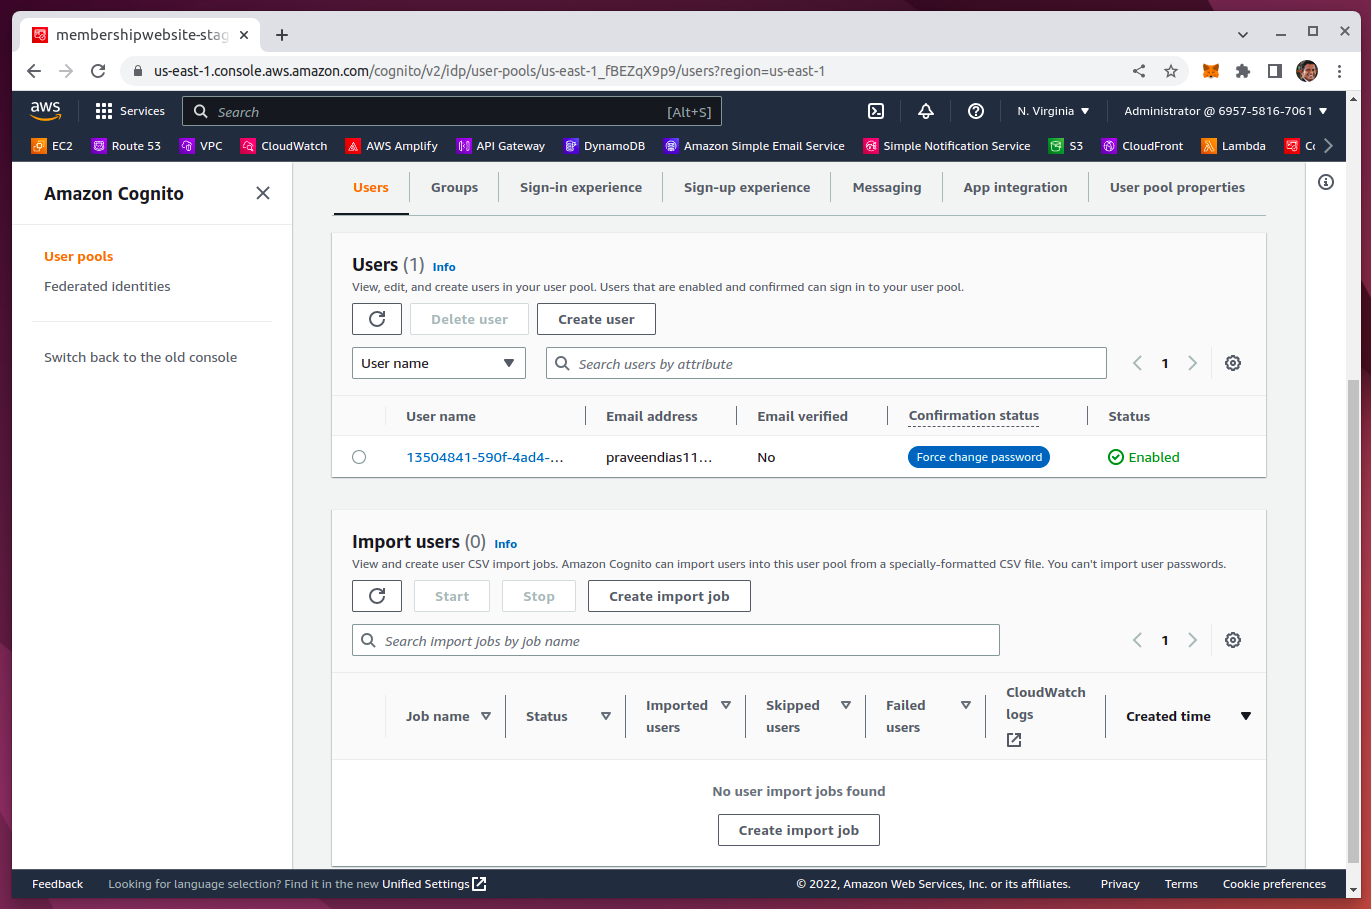 membershipwebsite-stag
us-east-1.console.aws.amazon.com/cognito/v2/idp/user-pools/us-east-1_fBEZqX9p9/users?region=us-east-1
aws Services Search [Alt+S] N. Virginia Administrator @ 6957-5816-7061
EC2 Route 53 VPC CloudWatch AWS Amplify API Gateway DynamoDB Amazon Simple Email Service Simple Notification Service S3 CloudFront Lambda Co
Amazon Cognito
User pools
Federated identities
Switch back to the old console
Users Groups Sign-in experience Sign-up experience Messaging App integration User pool properties
Users (1) Info
View, edit, and create users in your user pool. Users that are enabled and confirmed can sign in to your user pool.
Delete user Create user
User name Search users by attribute 1
User name Email address Email verified Confirmation status Status
13504841-590f-4ad4-... praveendias11... No Force change password Enabled
Import users (0) Info
View and create user CSV import jobs. Amazon Cognito can import users into this user pool from a specially-formatted CSV file. You can't import user passwords.
Start Stop Create import job
Search import jobs by job name 1
Job name Status Imported users Skipped users Failed users CloudWatch logs Created time
No user import jobs found
Create import job
Feedback Looking for language selection? Find it in the new Unified Settings © 2022, Amazon Web Services, Inc. or its affiliates. Privacy Terms Cookie preferences